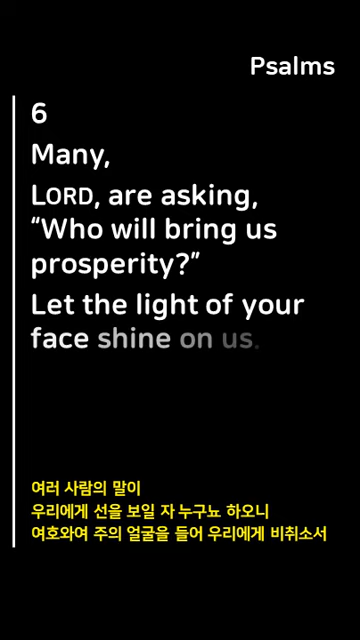 Psalms
6
Many,
LORD, are asking,
“Who will bring us
prosperity?”
Let the light of your
face shine on us.
여러 사람의 말이
우리에게 선을 보일 자 누구뇨 하오니
여호와여 주의 얼굴을 들어 우리에게 비취소서